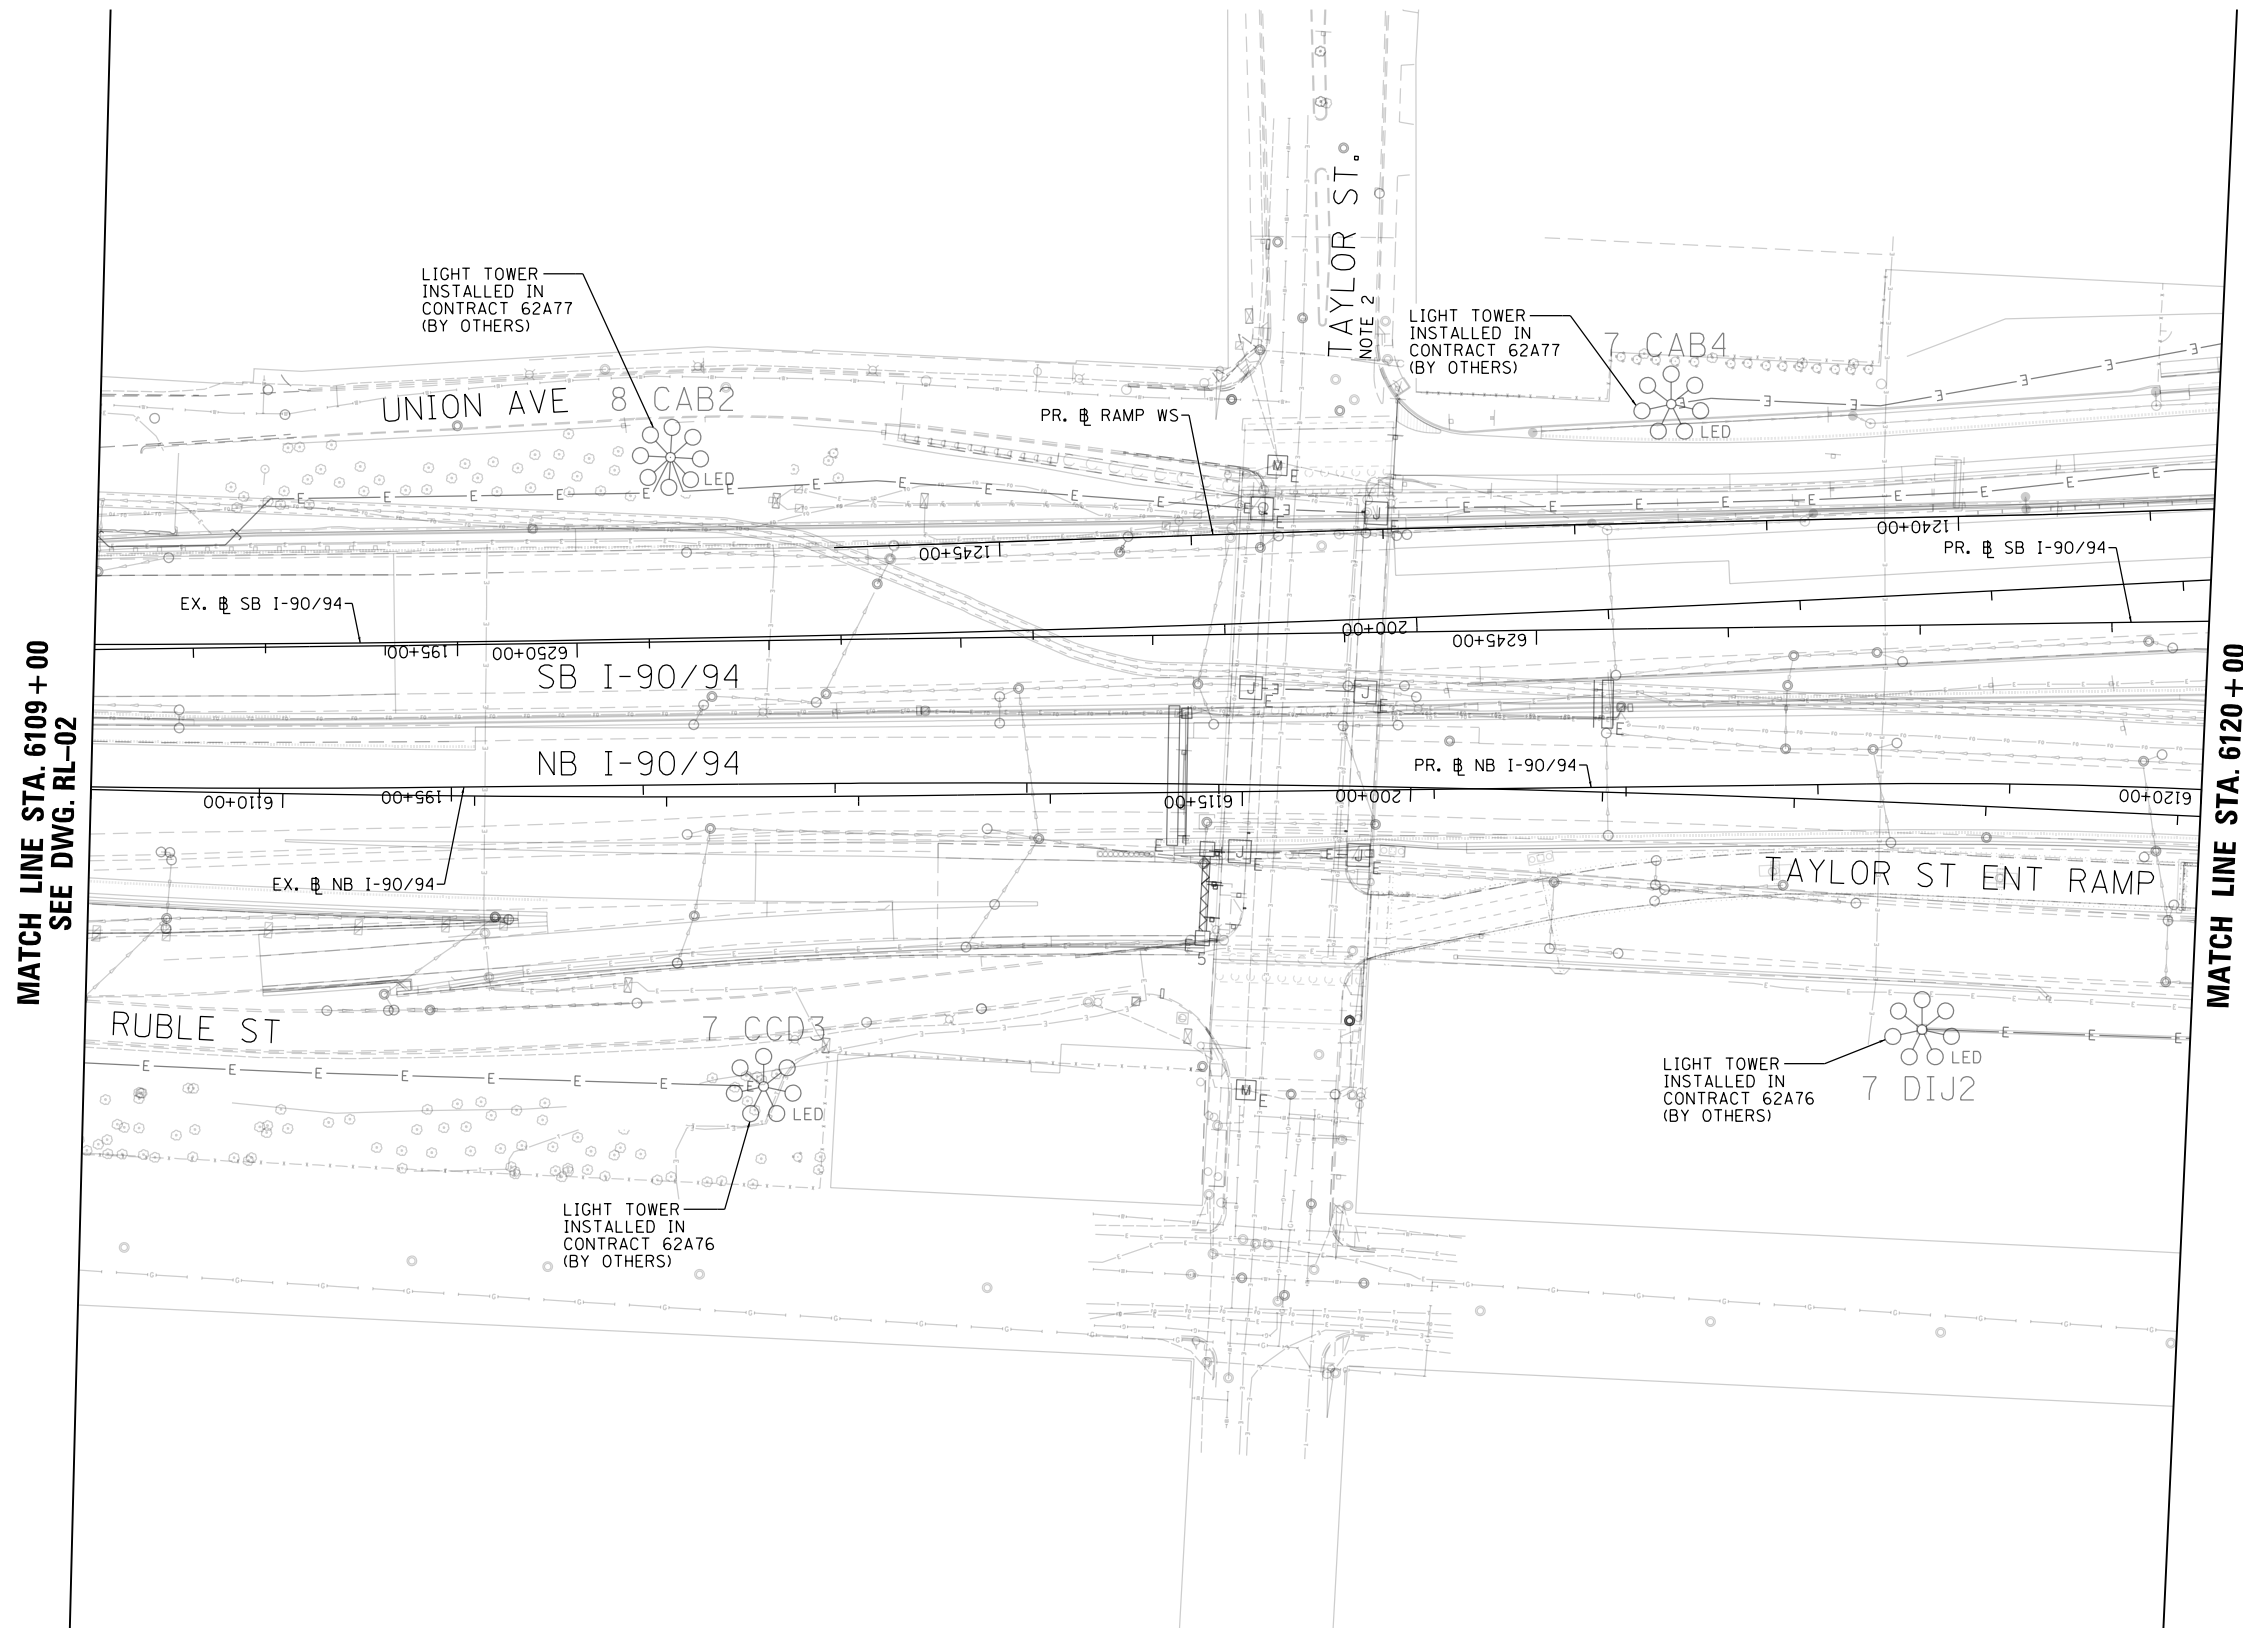 TAYLOR ST.
NOTE 2
LIGHT TOWER
INSTALLED IN
CONTRACT 62A77
(BY OTHERS)
LIGHT TOWER
INSTALLED IN
CONTRACT 62A77
(BY OTHERS)
7 CAB4
LED
UNION AVE
8 CAB2
LED
PR. BL RAMP WS
1245+00
1240+00
PR. BL SB I-90/94
EX. BL SB I-90/94
195+00
6250+00
200+00
6245+00
SB I-90/94
MATCH LINE STA. 6109+00
SEE DWG. RL-02
MATCH LINE STA. 6120+00
NB I-90/94
PR. BL NB I-90/94
6110+00
195+00
6115+00
200+00
6120+00
EX. BL NB I-90/94
TAYLOR ST ENT RAMP
RUBLE ST
7 CCD3
LED
LIGHT TOWER
INSTALLED IN
CONTRACT 62A76
(BY OTHERS)
LED
7 DIJ2
LIGHT TOWER
INSTALLED IN
CONTRACT 62A76
(BY OTHERS)